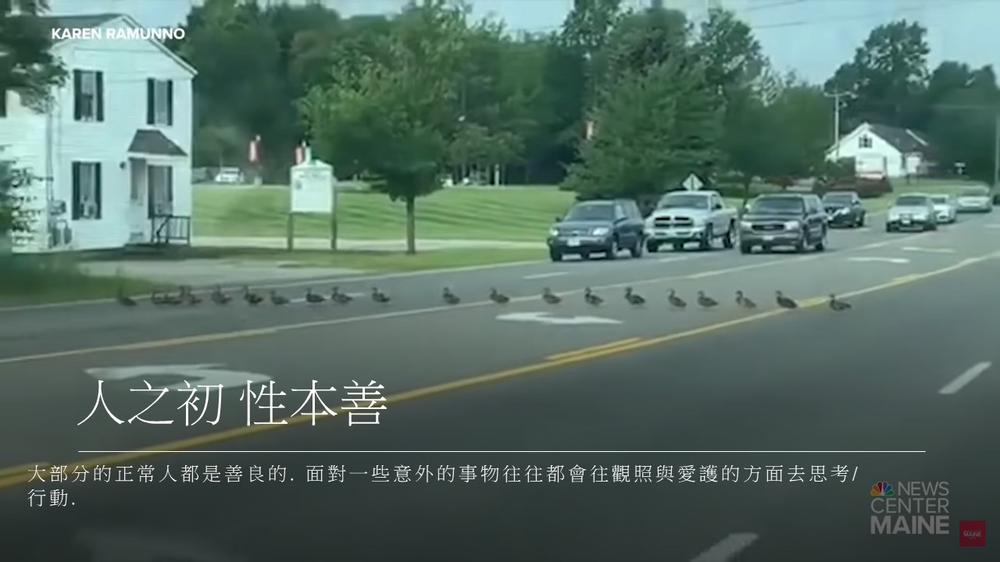 KAREN RAMUNNO
人之初 性本善
大部分的正常人都是善良的. 面對一些意外的事物往往都會往觀照與愛護的方面去思考/
行動.
NEWS
CENTER
MAINE
MAINE